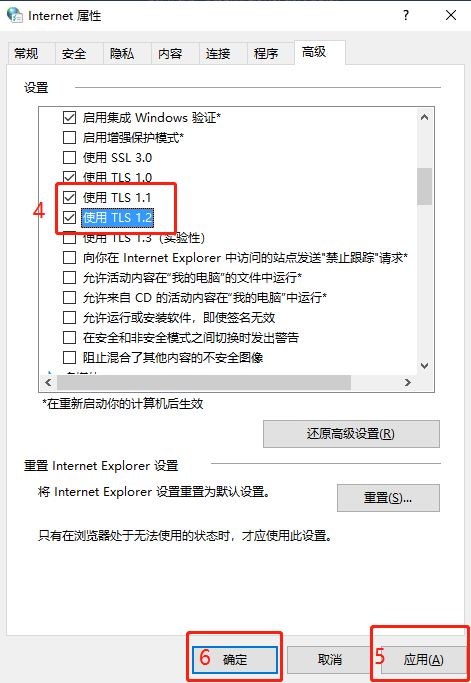 Internet 属性
常规 安全 隐私 内容 连接 程序 高级
设置
启用集成 Windows 验证*
启用增强保护模式*
使用 SSL 3.0
使用 TLS 1.0
4 使用 TLS 1.1
使用 TLS 1.2
使用 TLS 1.3（实验性）
向你在 Internet Explorer 中访问的站点发送"禁止跟踪"请求*
允许活动内容在“我的电脑”的文件中运行*
允许来自 CD 的活动内容在“我的电脑”中运行*
允许运行或安装软件，即使签名无效
在安全和非安全模式之间切换时发出警告
阻止混合了其他内容的不安全图像
*在重新启动你的计算机后生效
还原高级设置(R)
重置 Internet Explorer 设置
将 Internet Explorer 设置重置为默认设置。
重置(S)...
只有在浏览器处于无法使用的状态时，才应使用此设置。
6 确定 取消 5 应用(A)